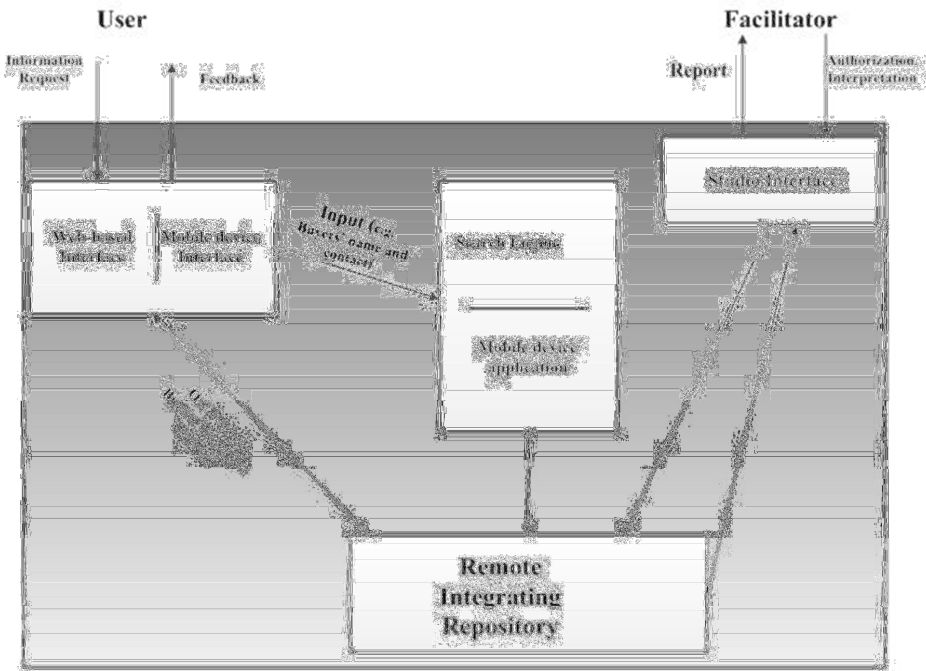 User
Facilitator
Information
Request
Feedback
Report
Authorization,
Interpretation
Studio Interface
Web-based
Interface
Mobile device
Interface
Input (e.g.
Buyers' name and
contact)
Search Engine
Mobile device
application
Remote
Integrating
Repository